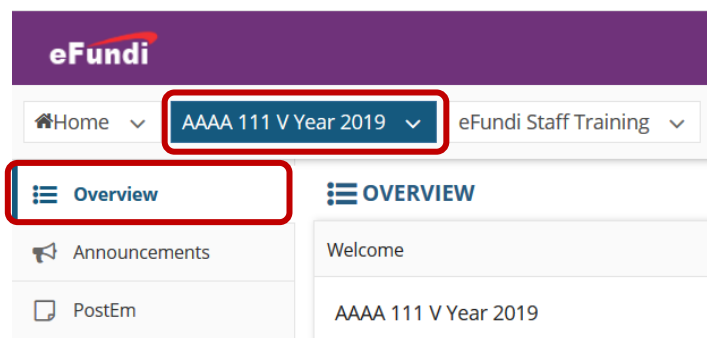 eFundi
Home AAAA 111 V Year 2019 eFundi Staff Training
Overview
OVERVIEW
Announcements
Welcome
PostEm
AAAA 111 V Year 2019